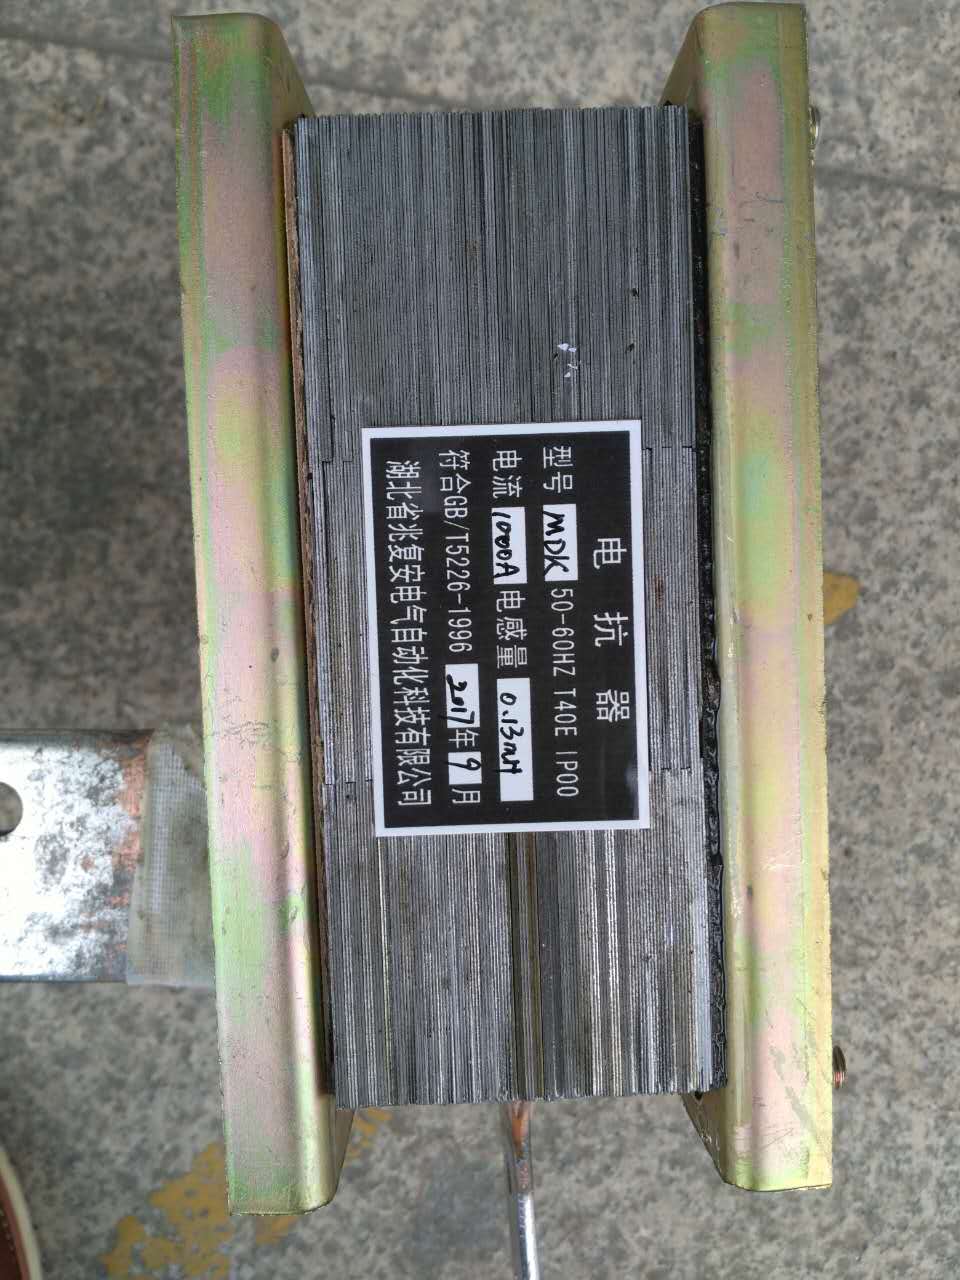 电抗器
型号 MDK 50-60HZ T40E IP00
电流 1000A 电感量 0.13mH
符合GB/T5226-1996 2017年9月
湖北省兆复安电气自动化科技有限公司